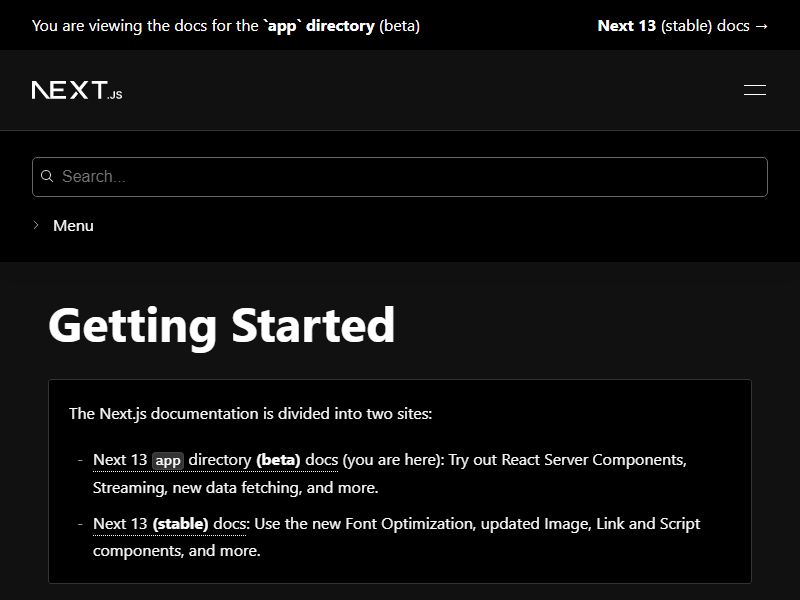 You are viewing the docs for the `app` directory (beta)
Next 13 (stable) docs →
NEXT.JS
Search...
Menu
Getting Started
The Next.js documentation is divided into two sites:
- Next 13 app directory (beta) docs (you are here): Try out React Server Components,
Streaming, new data fetching, and more.
- Next 13 (stable) docs: Use the new Font Optimization, updated Image, Link and Script
components, and more.